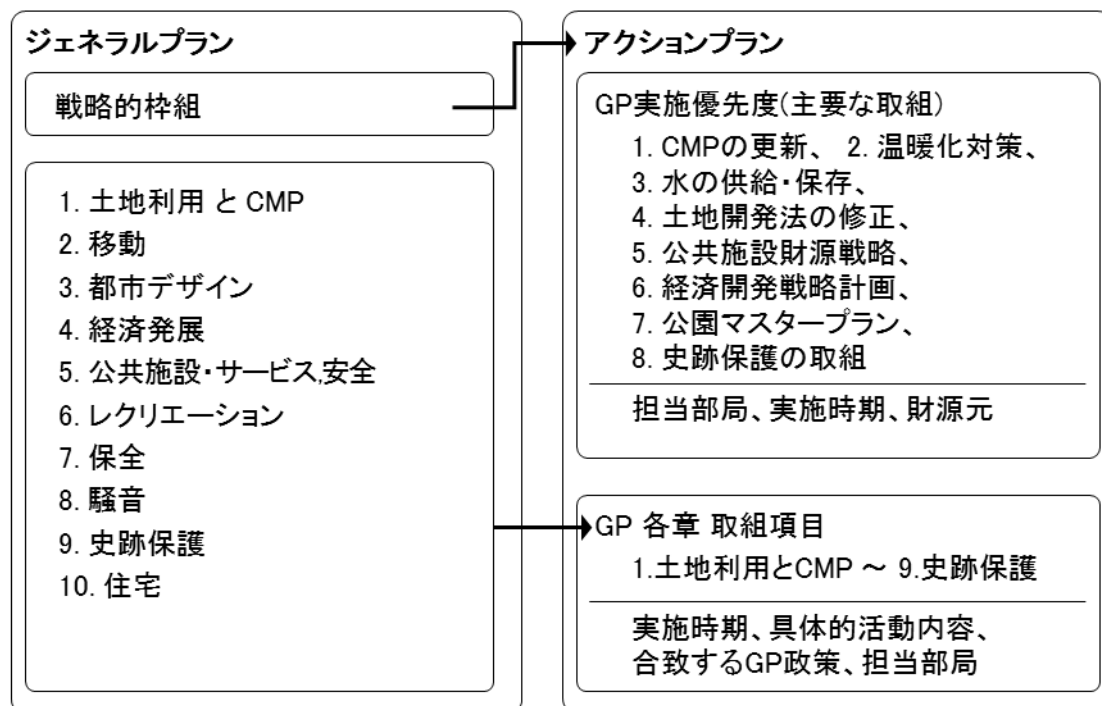 ジェネラルプラン
戦略的枠組
1. 土地利用 と CMP
2. 移動
3. 都市デザイン
4. 経済発展
5. 公共施設・サービス,安全
6. レクリエーション
7. 保全
8. 騒音
9. 史跡保護
10. 住宅
アクションプラン
GP実施優先度(主要な取組)
1. CMPの更新、 2. 温暖化対策、
3. 水の供給・保存、
4. 土地開発法の修正、
5. 公共施設財源戦略、
6. 経済開発戦略計画、
7. 公園マスタープラン、
8. 史跡保護の取組
担当部局、実施時期、財源元
GP 各章 取組項目
1.土地利用とCMP ～ 9.史跡保護
実施時期、具体的活動内容、
合致するGP政策、担当部局